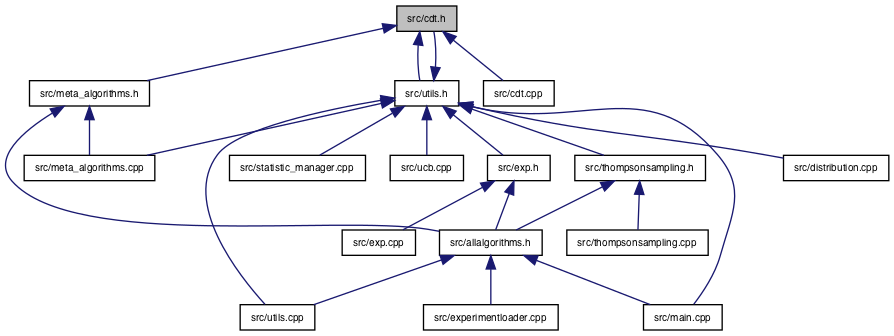 src/cdt.h
src/meta_algorithms.h
src/utils.h
src/cdt.cpp
src/meta_algorithms.cpp
src/statistic_manager.cpp
src/ucb.cpp
src/exp.h
src/thompsonsampling.h
src/distribution.cpp
src/exp.cpp
src/allalgorithms.h
src/thompsonsampling.cpp
src/utils.cpp
src/experimentloader.cpp
src/main.cpp